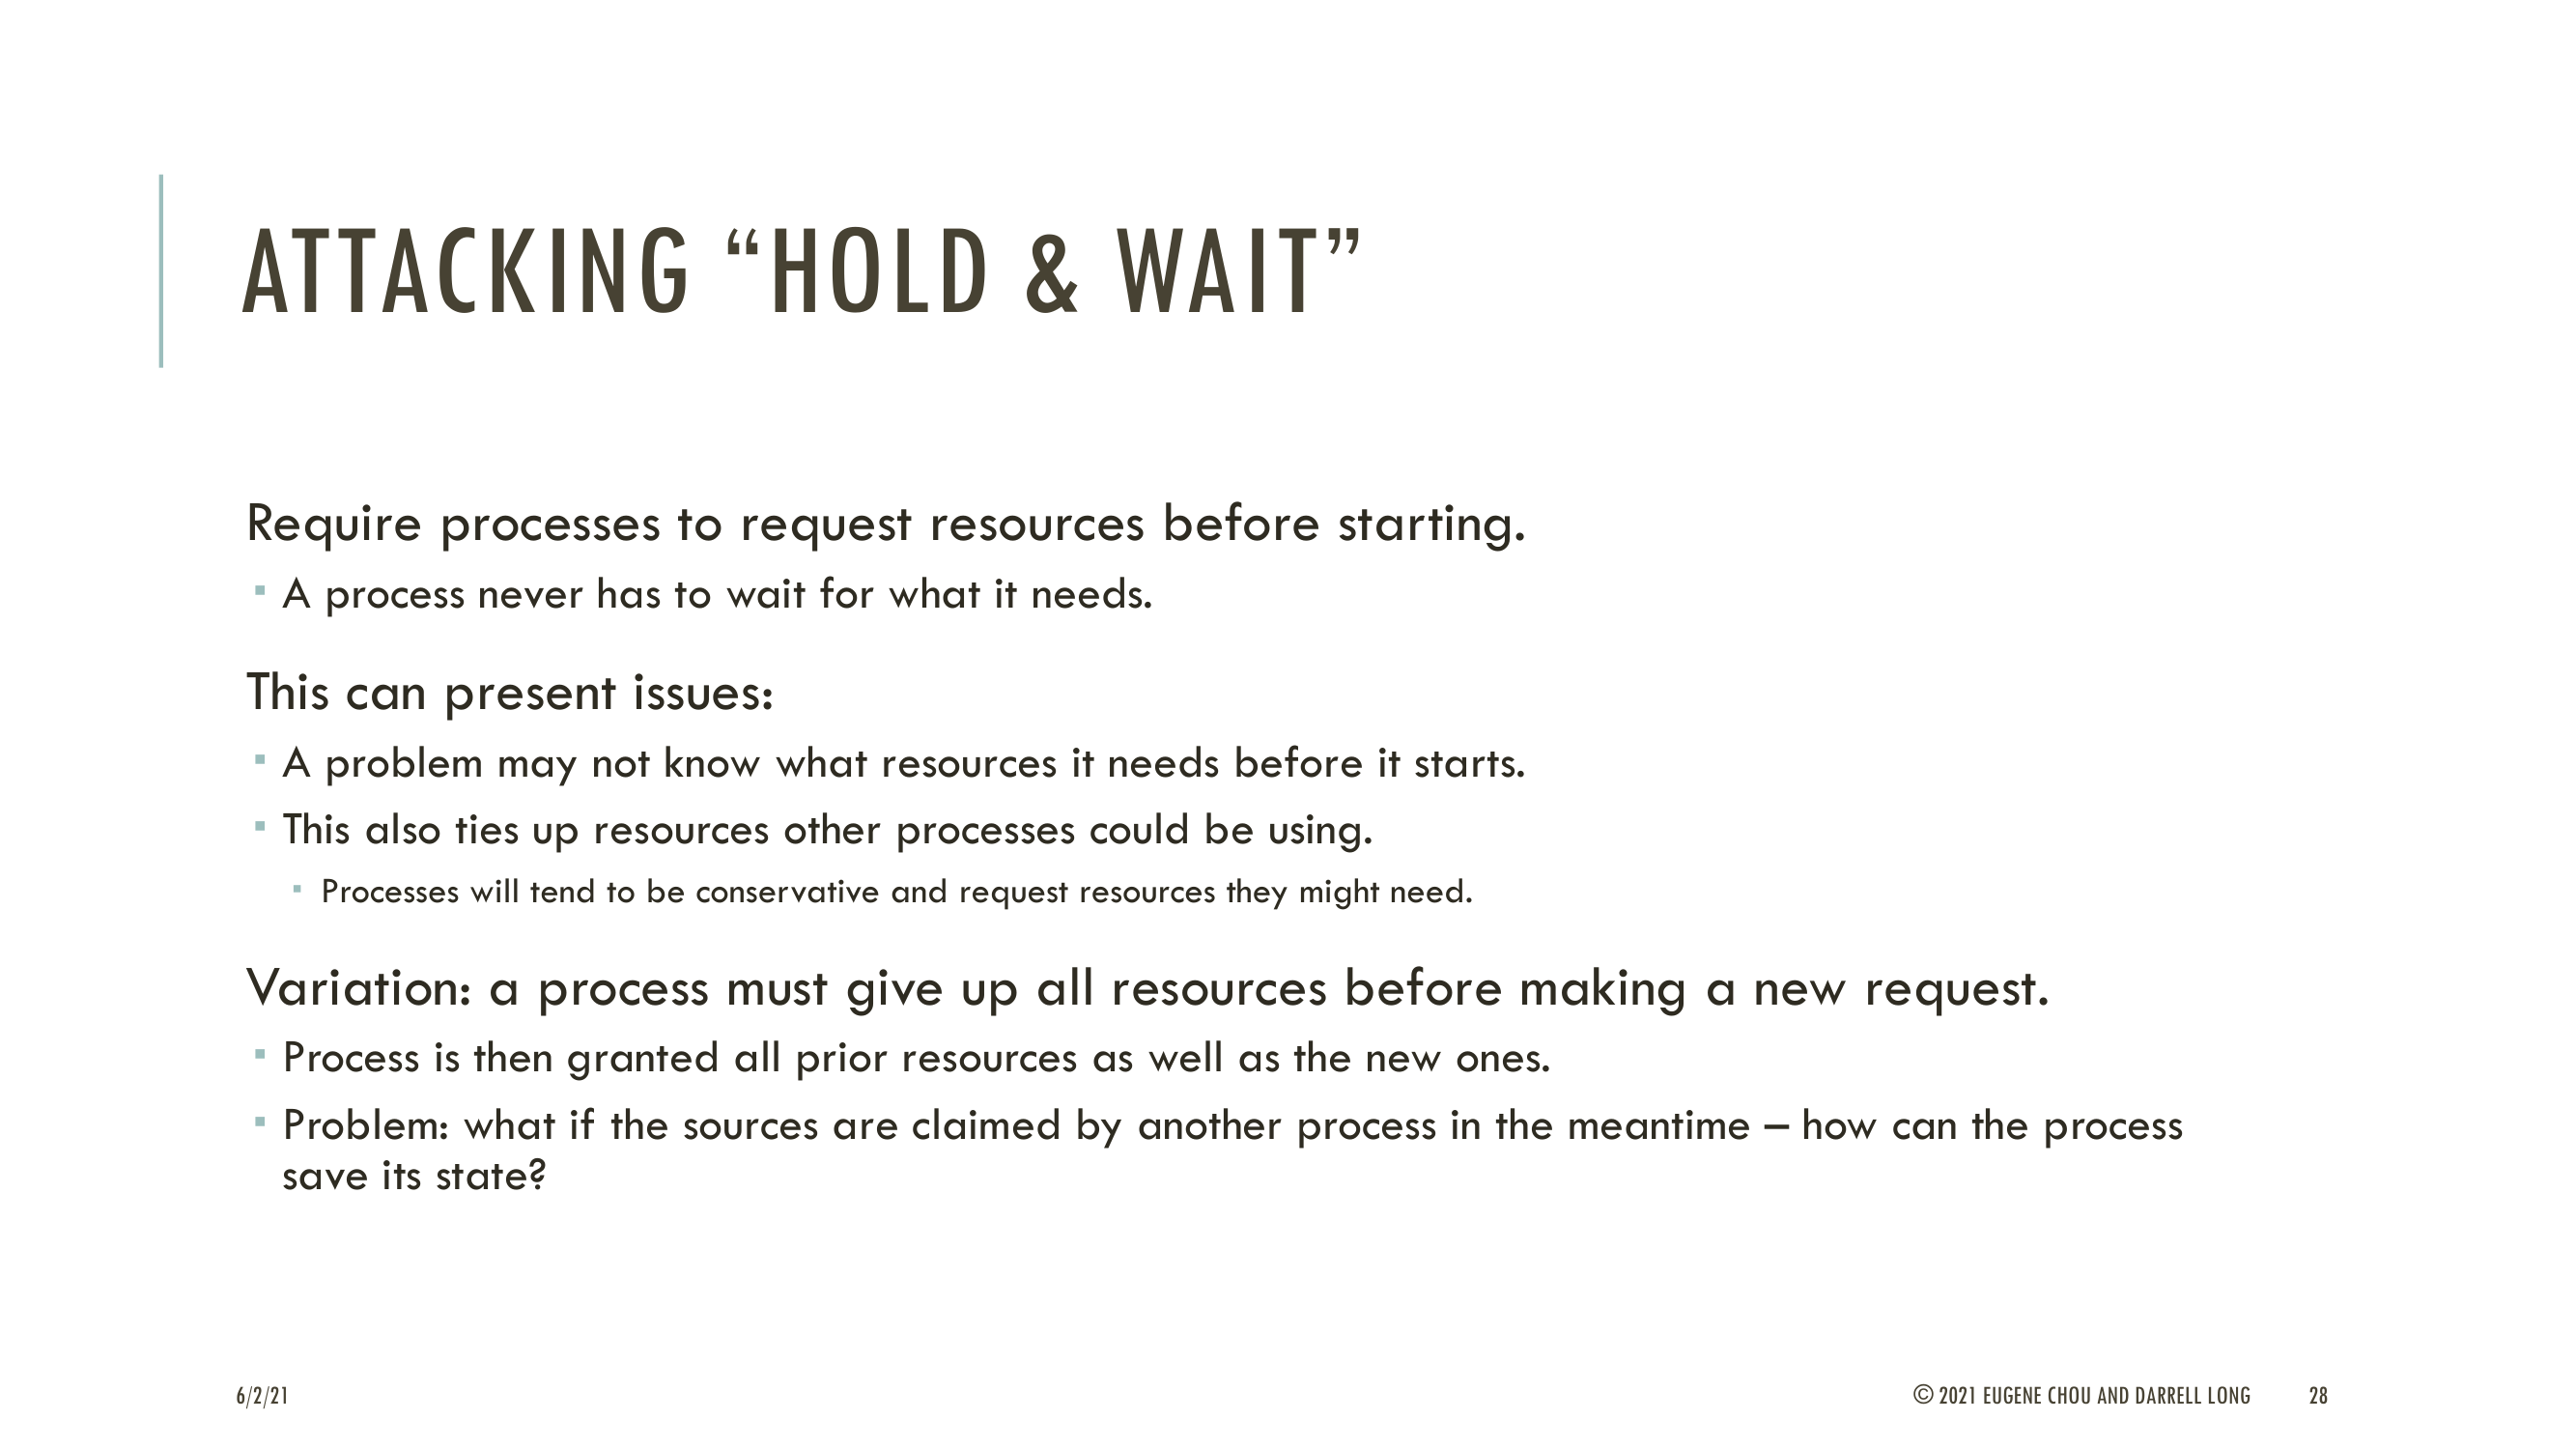 ATTACKING “HOLD & WAIT”
Require processes to request resources before starting.
▪ A process never has to wait for what it needs.
This can present issues:
▪ A problem may not know what resources it needs before it starts.
▪ This also ties up resources other processes could be using.
▪ Processes will tend to be conservative and request resources they might need.
Variation: a process must give up all resources before making a new request.
▪ Process is then granted all prior resources as well as the new ones.
▪ Problem: what if the sources are claimed by another process in the meantime – how can the process
save its state?
6/2/21
© 2021 EUGENE CHOU AND DARRELL LONG
28